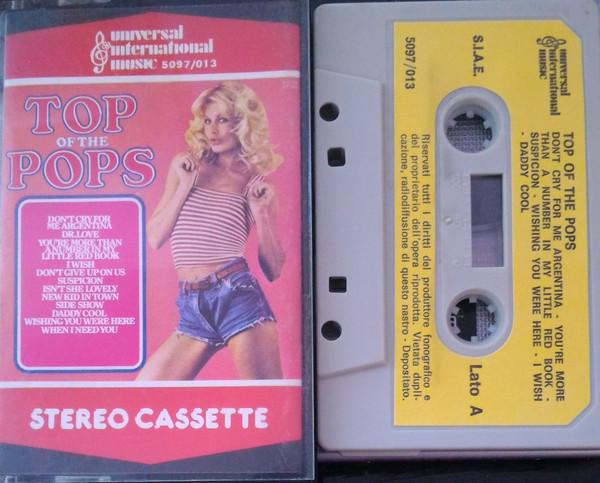 universal
international
music 5097/013
TOP
OF THE
POPS
DON'T CRY FOR
ME ARGENTINA
DR. LOVE
YOU'RE MORE THAN
A NUMBER IN MY
LITTLE RED BOOK
I WISH
DON'T GIVE UP ON US
SUSPICION
ISN'T SHE LOVELY
NEW KID IN TOWN
SIDE SHOW
DADDY COOL
WISHING YOU WERE HERE
WHEN I NEED YOU
STEREO CASSETTE
universal
international
music
S.I.A.E.
5097/013
TOP OF THE POPS
DON'T CRY FOR ME ARGENTINA - YOU'RE MORE
THAN A NUMBER IN MY LITTLE RED BOOK -
SUSPICION - WISHING YOU WERE HERE - I WISH
- DADDY COOL
Lato A
Riservati tutti i diritti del produttore fonografico e
del proprietario dell'opera riprodotta. Vietata dupli-
cazione, radiodiffusione di questo nastro - Depositato.